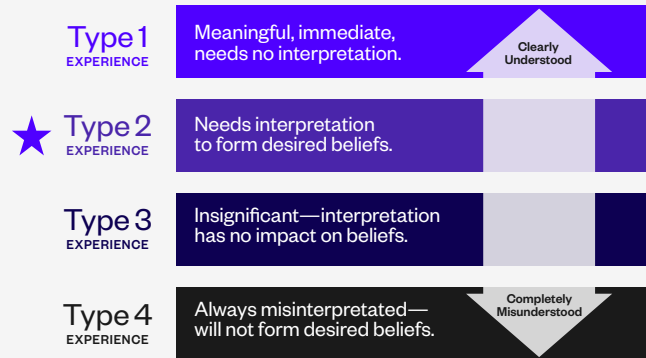 Type 1
EXPERIENCE
Meaningful, immediate,
needs no interpretation.
Clearly
Understood
Type 2
EXPERIENCE
Needs interpretation
to form desired beliefs.
Type 3
EXPERIENCE
Insignificant—interpretation
has no impact on beliefs.
Type 4
EXPERIENCE
Always misinterpretated—
will not form desired beliefs.
Completely
Misunderstood